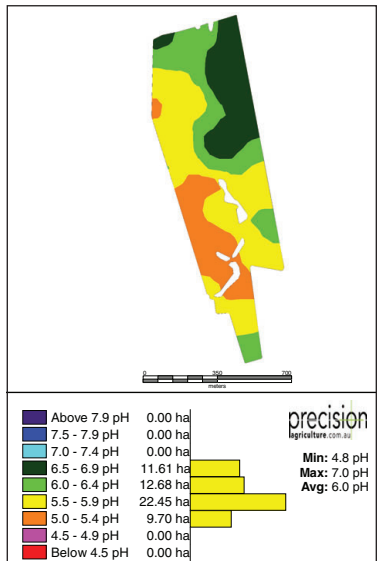 0 350 700
meters
Above 7.9 pH 0.00 ha
7.5 - 7.9 pH 0.00 ha
7.0 - 7.4 pH 0.00 ha
6.5 - 6.9 pH 11.61 ha
6.0 - 6.4 pH 12.68 ha
5.5 - 5.9 pH 22.45 ha
5.0 - 5.4 pH 9.70 ha
4.5 - 4.9 pH 0.00 ha
Below 4.5 pH 0.00 ha
precision
agriculture.com.au
Min: 4.8 pH
Max: 7.0 pH
Avg: 6.0 pH